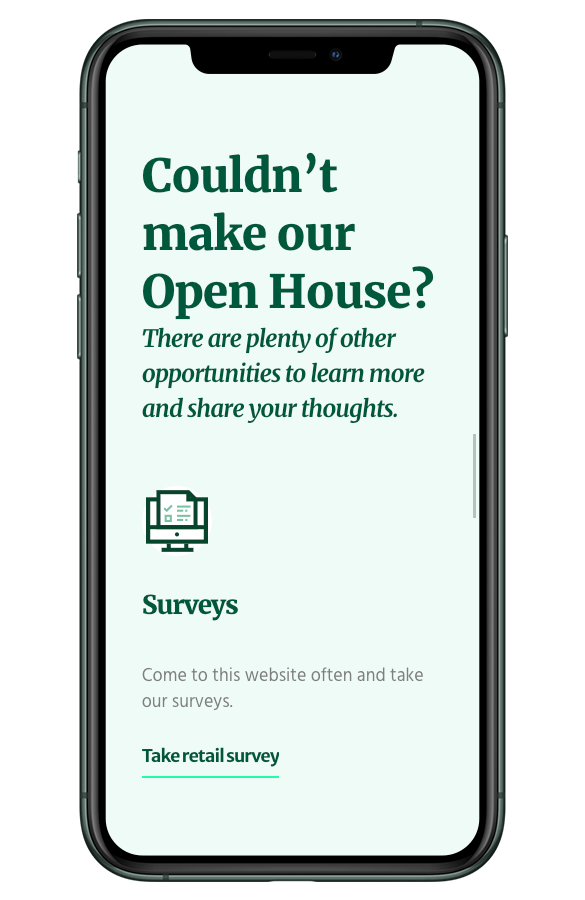 Couldn’t
make our
Open House?
There are plenty of other
opportunities to learn more
and share your thoughts.
Surveys
Come to this website often and take
our surveys.
Take retail survey